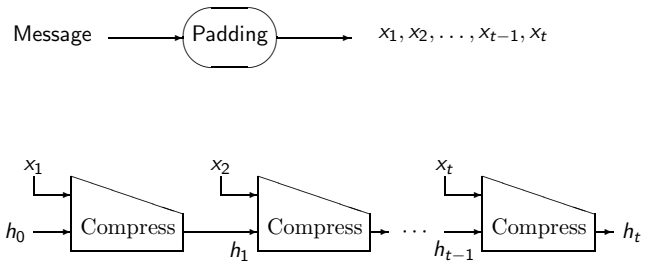 Message Padding x₁, x₂, . . . , xₜ₋₁, xₜ
x₁ x₂ xₜ
h₀ Compress h₁ Compress · · · hₜ₋₁ Compress hₜ